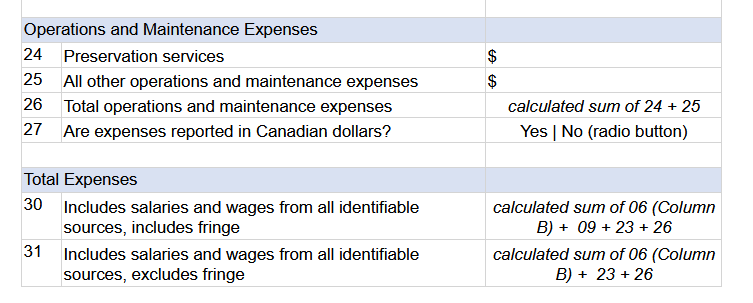 Operations and Maintenance Expenses
24 Preservation services $
25 All other operations and maintenance expenses $
26 Total operations and maintenance expenses calculated sum of 24 + 25
27 Are expenses reported in Canadian dollars? Yes | No (radio button)
Total Expenses
30 Includes salaries and wages from all identifiable calculated sum of 06 (Column
sources, includes fringe B) + 09 + 23 + 26
31 Includes salaries and wages from all identifiable calculated sum of 06 (Column
sources, excludes fringe B) + 23 + 26